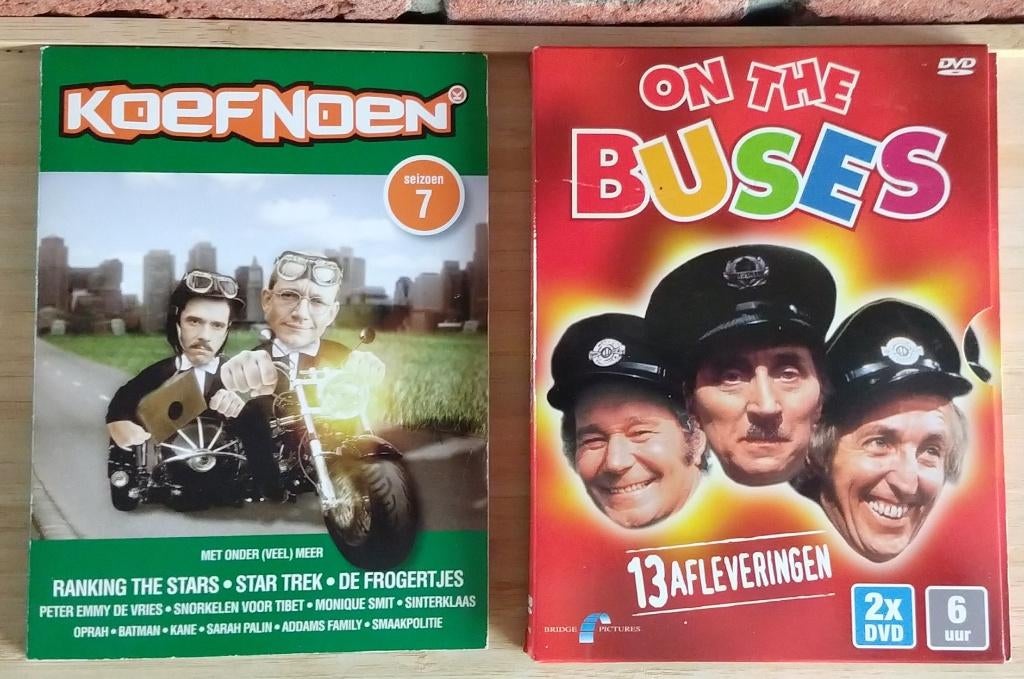 KOEFNOEN
seizoen
7
MET ONDER (VEEL) MEER
RANKING THE STARS • STAR TREK • DE FROGERTJES
PETER EMMY DE VRIES • SNORKELEN VOOR TIBET • MONIQUE SMIT • SINTERKLAAS
OPRAH • BATMAN • KANE • SARAH PALIN • ADDAMS FAMILY • SMAAKPOLITIE
DVD
ON THE
BUSES
13 AFLEVERINGEN
BRIDGE PICTURES
2x
DVD
6
uur